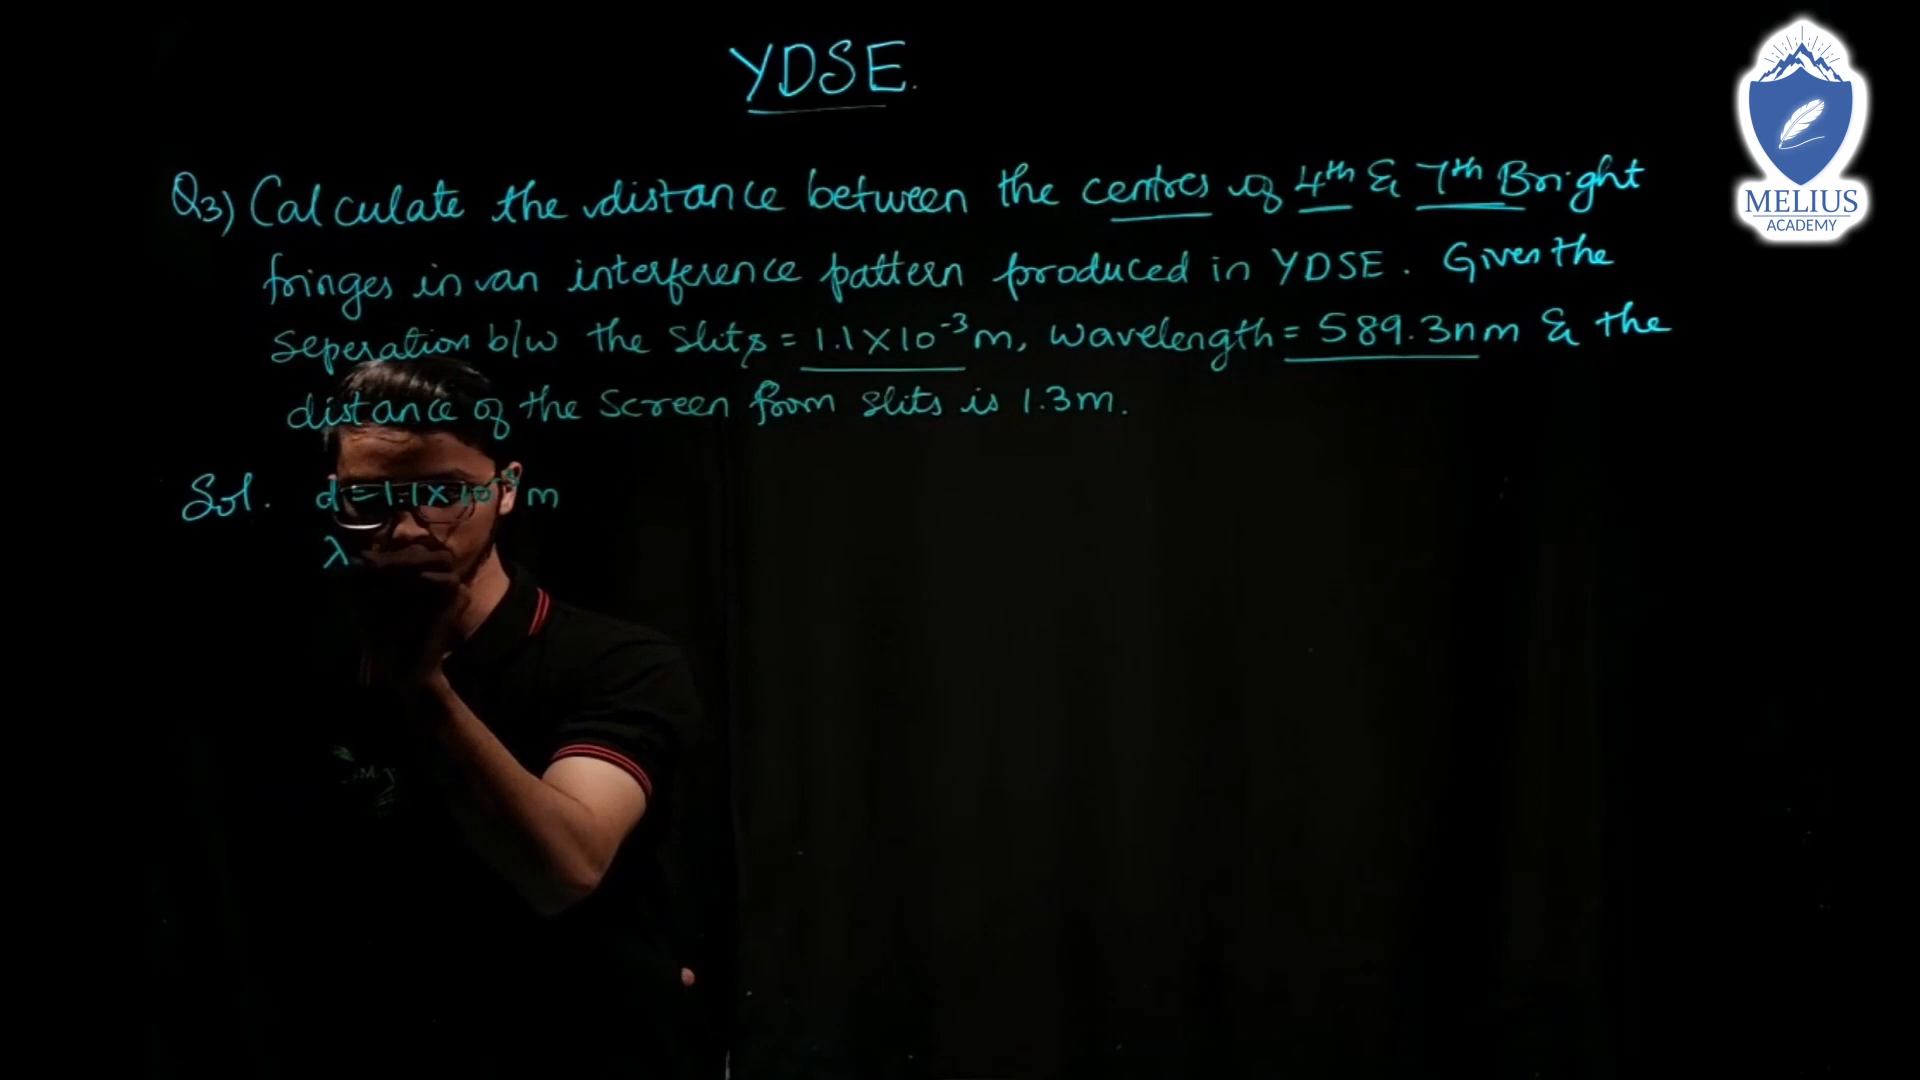 YDSE.
MELIUS
ACADEMY
Q3) Calculate the distance between the centres of 4th & 7th Bright
fringes in an interference pattern produced in YDSE. Given the
seperation b/w the slits = 1.1 X 10-3 m, wavelength = 589.3nm & the
distance of the screen from slits is 1.3m.
Sol. d = 1.1 X 10 m
λ